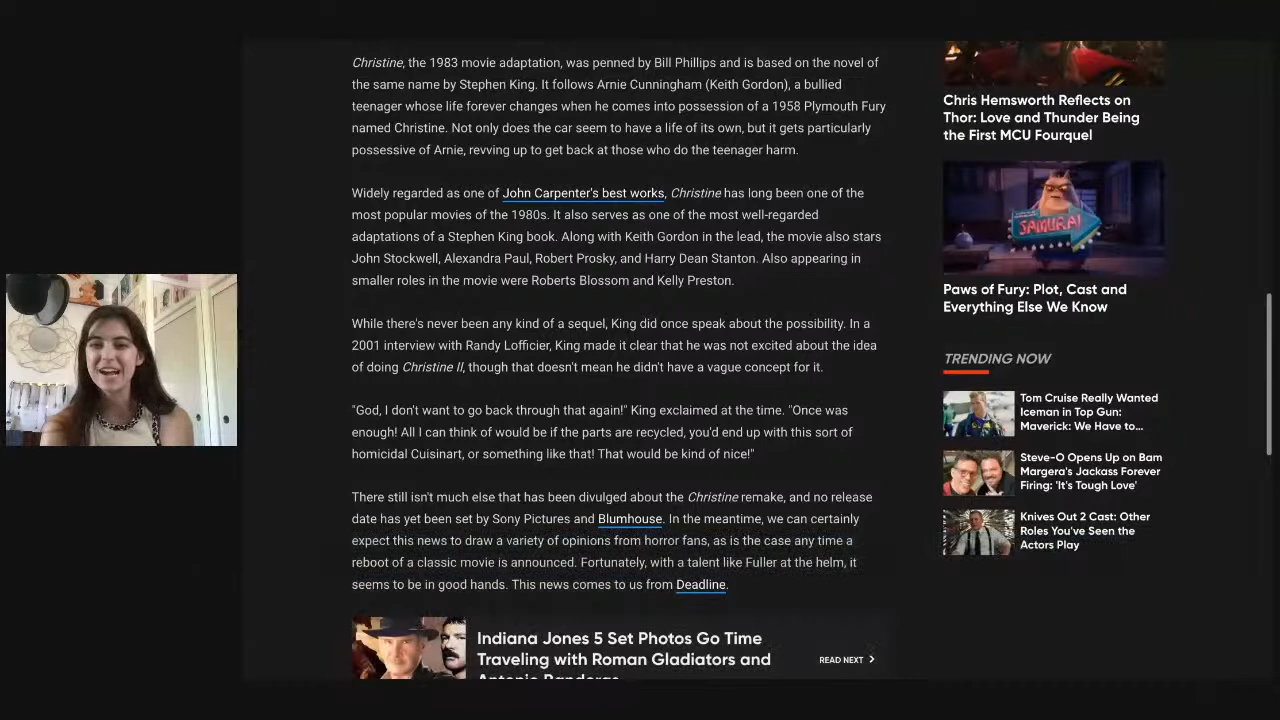 Christine, the 1983 movie adaptation, was penned by Bill Phillips and is based on the novel of
the same name by Stephen King. It follows Arnie Cunningham (Keith Gordon), a bullied
teenager whose life forever changes when he comes into possession of a 1958 Plymouth Fury
named Christine. Not only does the car seem to have a life of its own, but it gets particularly
possessive of Arnie, revving up to get back at those who do the teenager harm.
Widely regarded as one of John Carpenter's best works, Christine has long been one of the
most popular movies of the 1980s. It also serves as one of the most well-regarded
adaptations of a Stephen King book. Along with Keith Gordon in the lead, the movie also stars
John Stockwell, Alexandra Paul, Robert Prosky, and Harry Dean Stanton. Also appearing in
smaller roles in the movie were Roberts Blossom and Kelly Preston.
While there's never been any kind of a sequel, King did once speak about the possibility. In a
2001 interview with Randy Lofficier, King made it clear that he was not excited about the idea
of doing Christine II, though that doesn't mean he didn't have a vague concept for it.
"God, I don't want to go back through that again!" King exclaimed at the time. "Once was
enough! All I can think of would be if the parts are recycled, you'd end up with this sort of
homicidal Cuisinart, or something like that! That would be kind of nice!"
There still isn't much else that has been divulged about the Christine remake, and no release
date has yet been set by Sony Pictures and Blumhouse. In the meantime, we can certainly
expect this news to draw a variety of opinions from horror fans, as is the case any time a
reboot of a classic movie is announced. Fortunately, with a talent like Fuller at the helm, it
seems to be in good hands. This news comes to us from Deadline.
Indiana Jones 5 Set Photos Go Time
Traveling with Roman Gladiators and
Antonio Banderas
READ NEXT
Chris Hemsworth Reflects on
Thor: Love and Thunder Being
the First MCU Fourquel
SAMURAI
Paws of Fury: Plot, Cast and
Everything Else We Know
TRENDING NOW
Tom Cruise Really Wanted
Iceman in Top Gun:
Maverick: We Have to...
Steve-O Opens Up on Bam
Margera's Jackass Forever
Firing: 'It's Tough Love'
Knives Out 2 Cast: Other
Roles You've Seen the
Actors Play